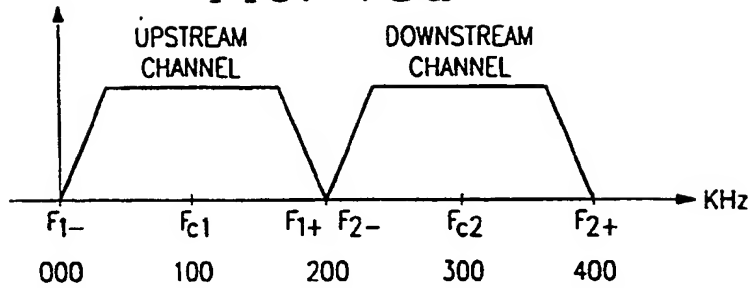 UPSTREAM
CHANNEL
DOWNSTREAM
CHANNEL
F1- Fc1 F1+ F2- Fc2 F2+ KHz
000 100 200 300 400